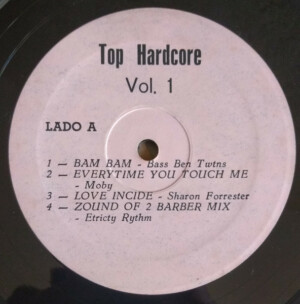 Top Hardcore
Vol. 1
LADO A
1 — BAM BAM - Bass Ben Twtns
2 — EVERYTIME YOU TOUCH ME
- Moby
3 — LOVE INCIDE - Sharon Forrester
4 — ZOUND OF 2 BARBER MIX
- Etricty Rythm